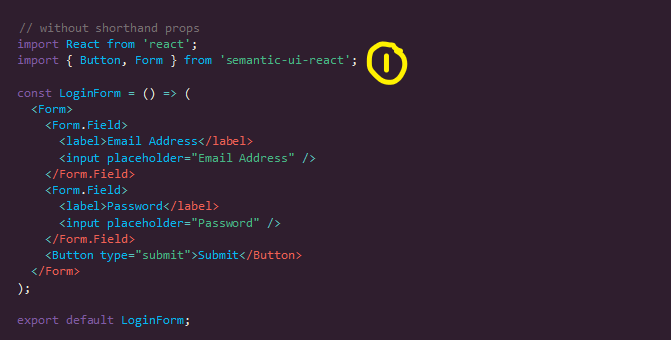 // without shorthand props
import React from 'react';
import { Button, Form } from 'semantic-ui-react';
1
const LoginForm = () => (
<Form>
<Form.Field>
<label>Email Address</label>
<input placeholder="Email Address" />
</Form.Field>
<Form.Field>
<label>Password</label>
<input placeholder="Password" />
</Form.Field>
<Button type="submit">Submit</Button>
</Form>
);
export default LoginForm;